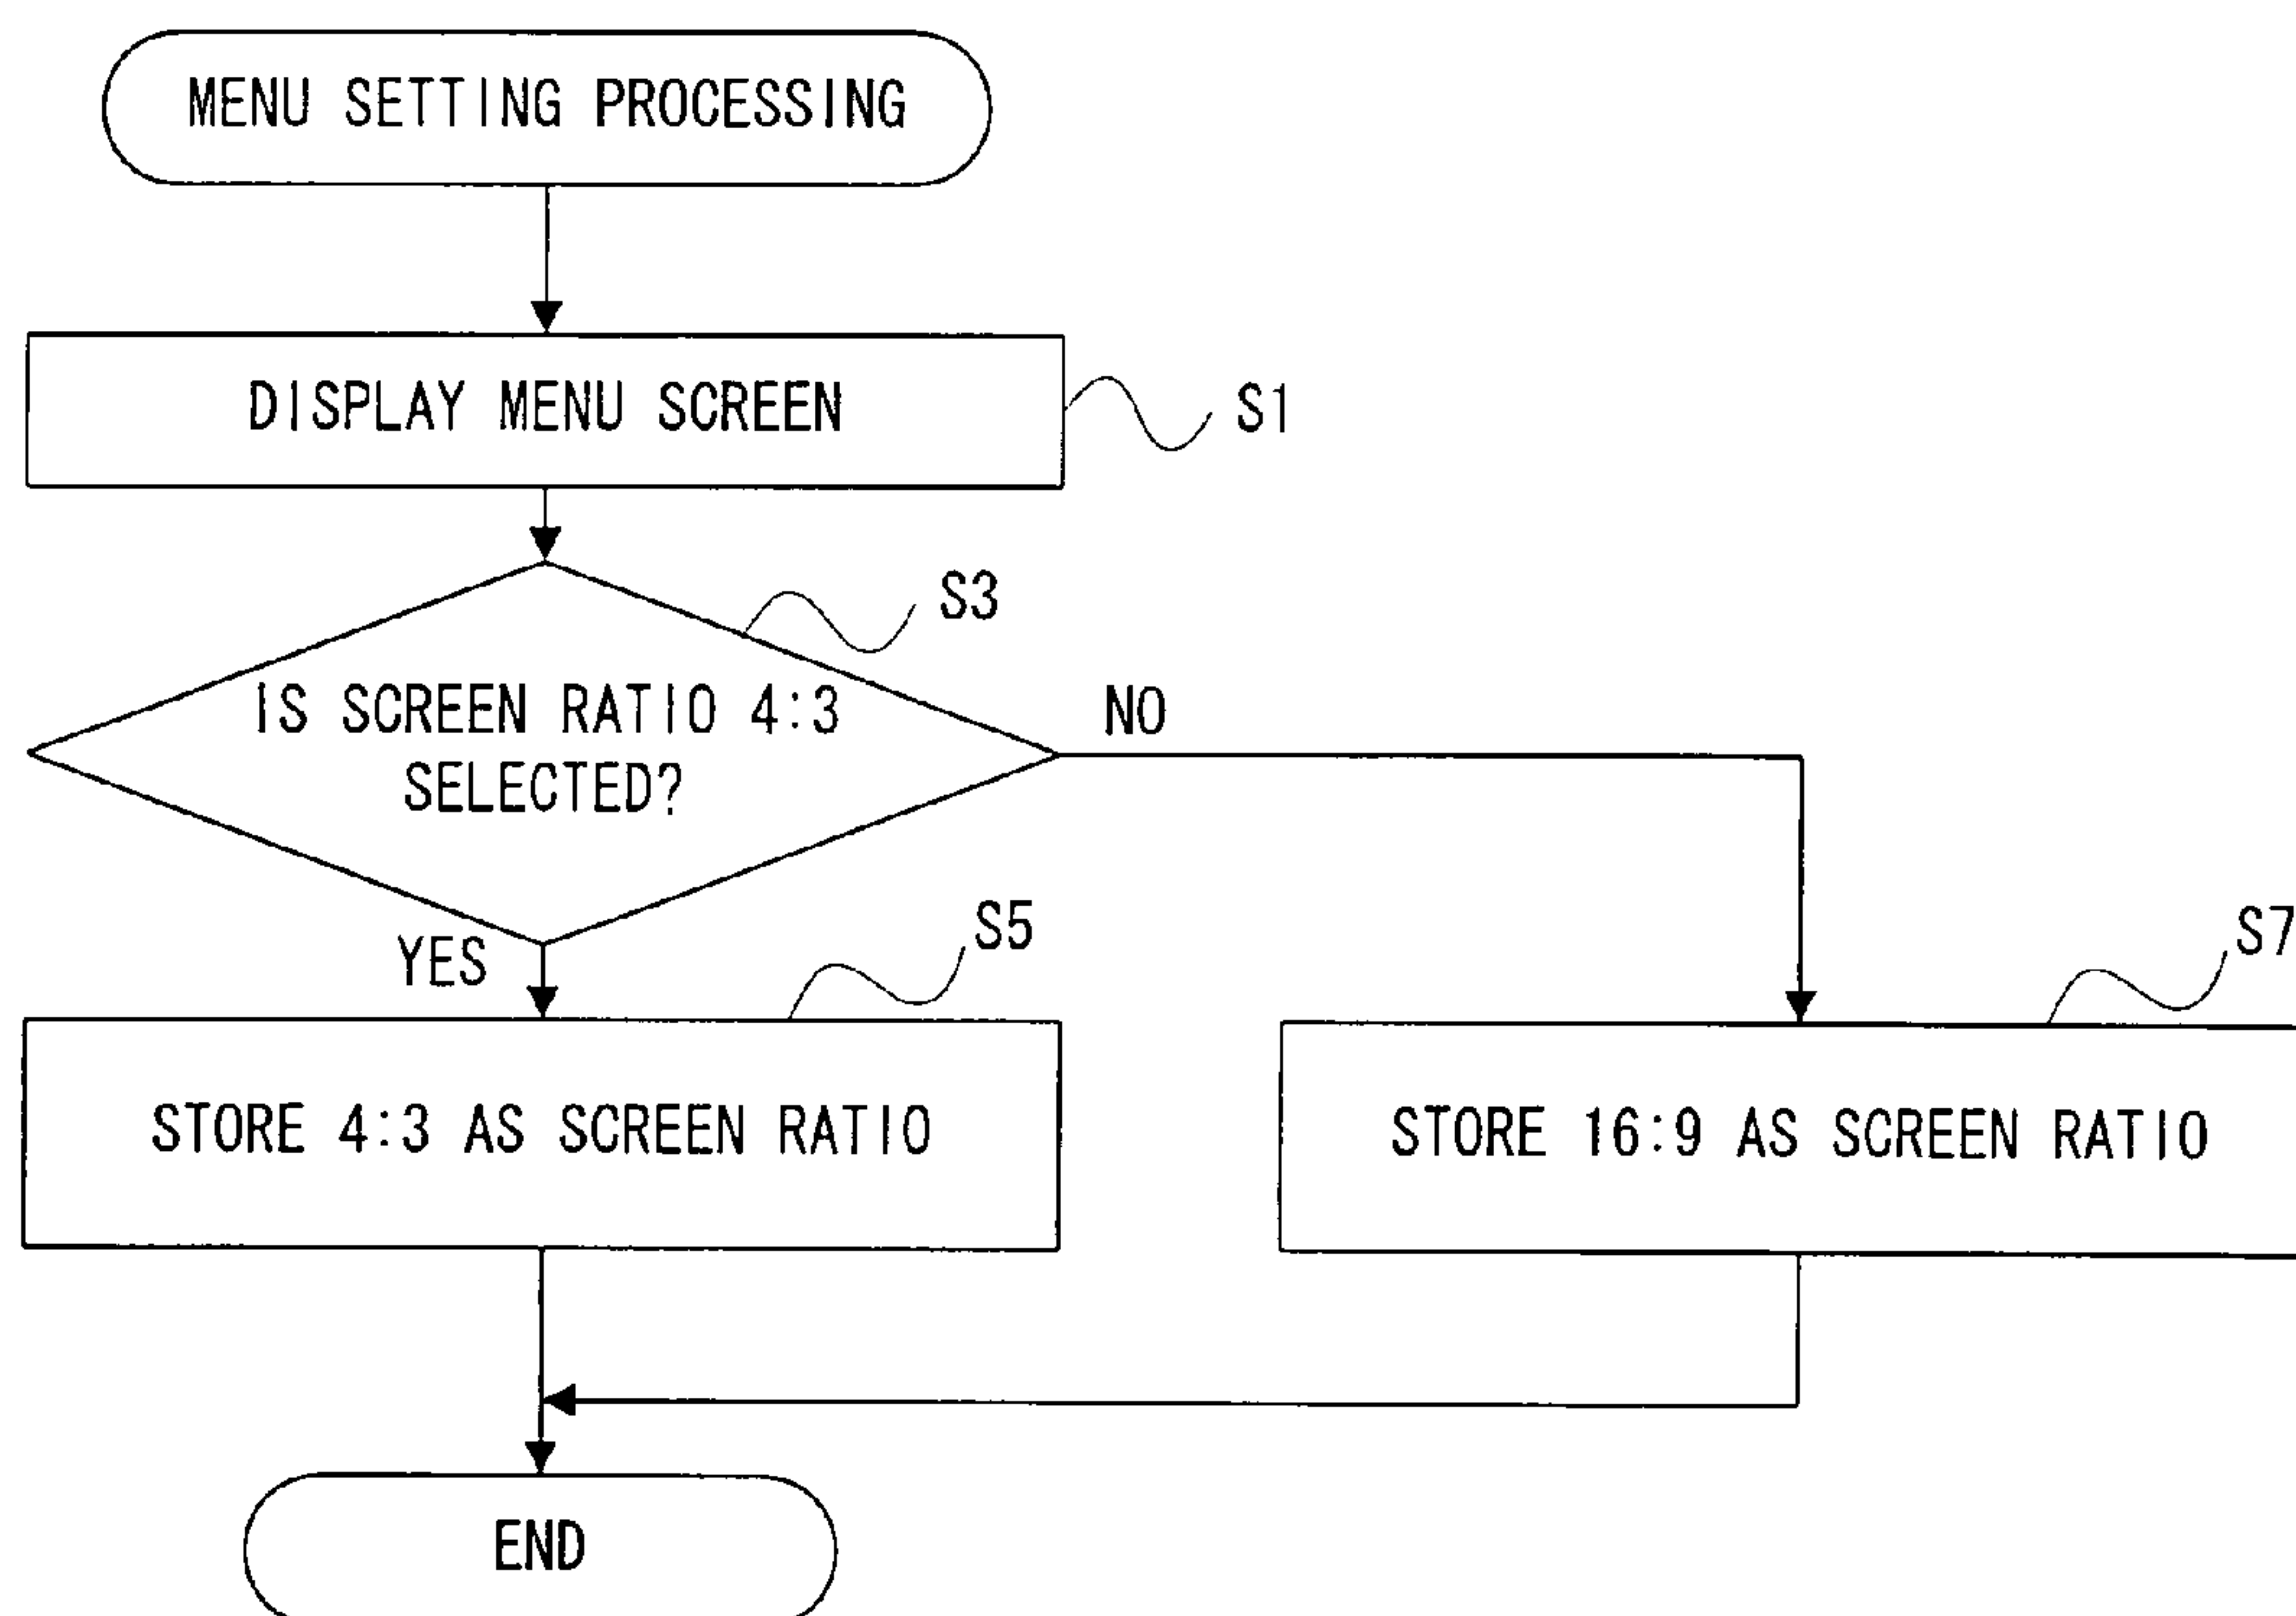 MENU SETTING PROCESSING
DISPLAY MENU SCREEN
S1
S3
IS SCREEN RATIO 4:3
SELECTED?
NO
YES
S5
S7
STORE 4:3 AS SCREEN RATIO
STORE 16:9 AS SCREEN RATIO
END